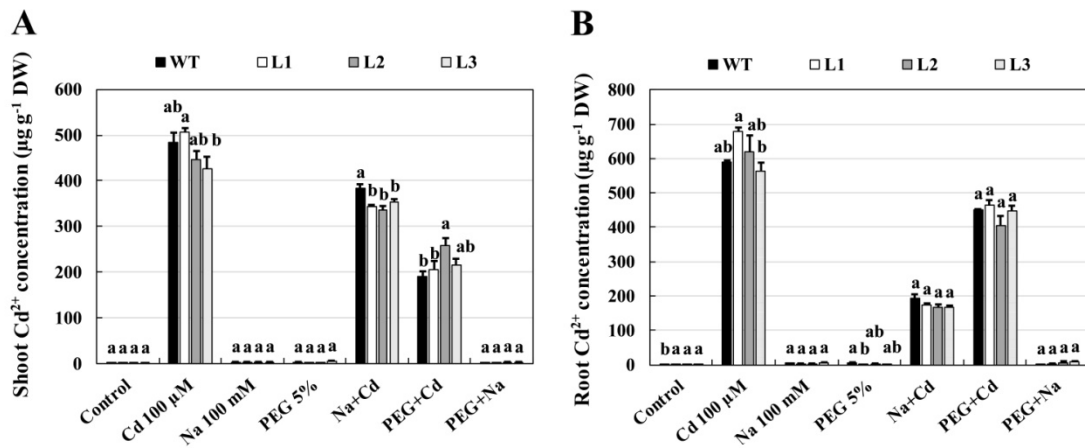 A
WT L1 L2 L3
Shoot Cd²⁺ concentration (µg g⁻¹ DW)
600
500
400
300
200
100
0
a a a a
ab a ab b
a a a a
a a a a
a b b b
b b a ab
a a a a
Control
Cd 100 µM
Na 100 mM
PEG 5%
Na+Cd
PEG+Cd
PEG+Na
B
WT L1 L2 L3
Root Cd²⁺ concentration (µg g⁻¹ DW)
800
700
600
500
400
300
200
100
0
b a a a
ab a ab b
a a a a
a b ab ab
a a a a
a a a a
a a a a
Control
Cd 100 µM
Na 100 mM
PEG 5%
Na+Cd
PEG+Cd
PEG+Na